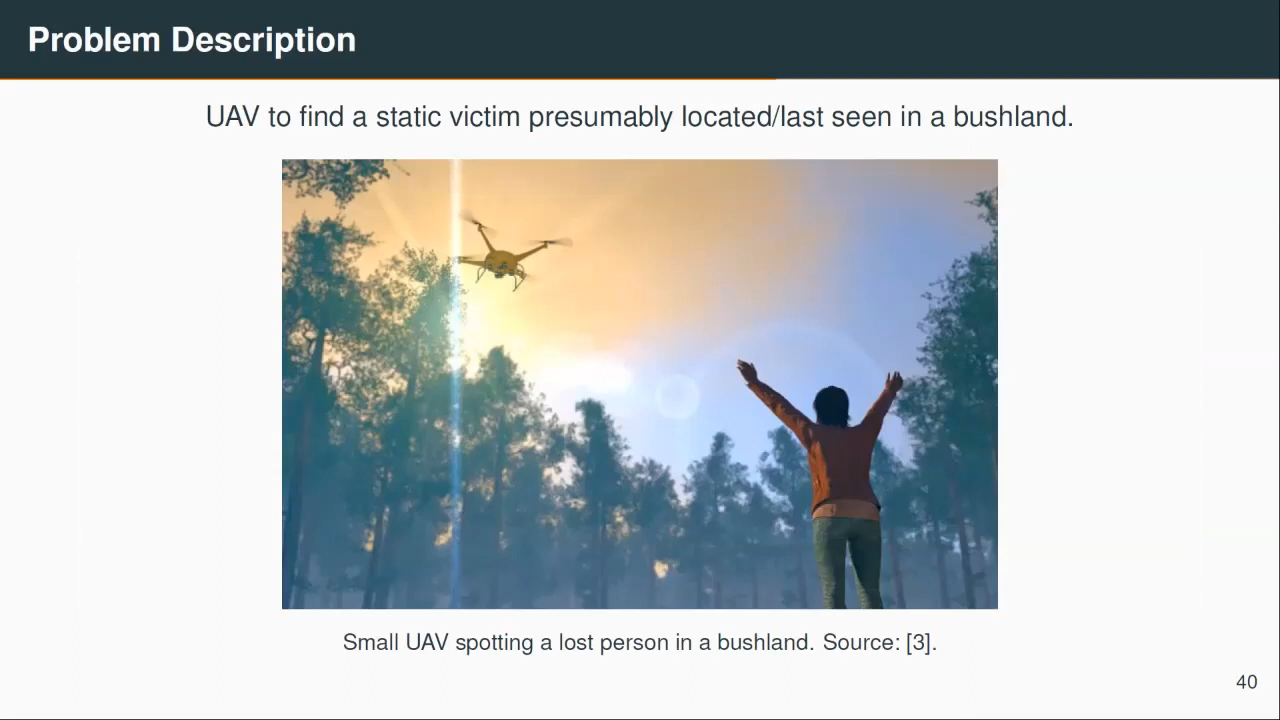 Problem Description
UAV to find a static victim presumably located/last seen in a bushland.
Small UAV spotting a lost person in a bushland. Source: [3].
40